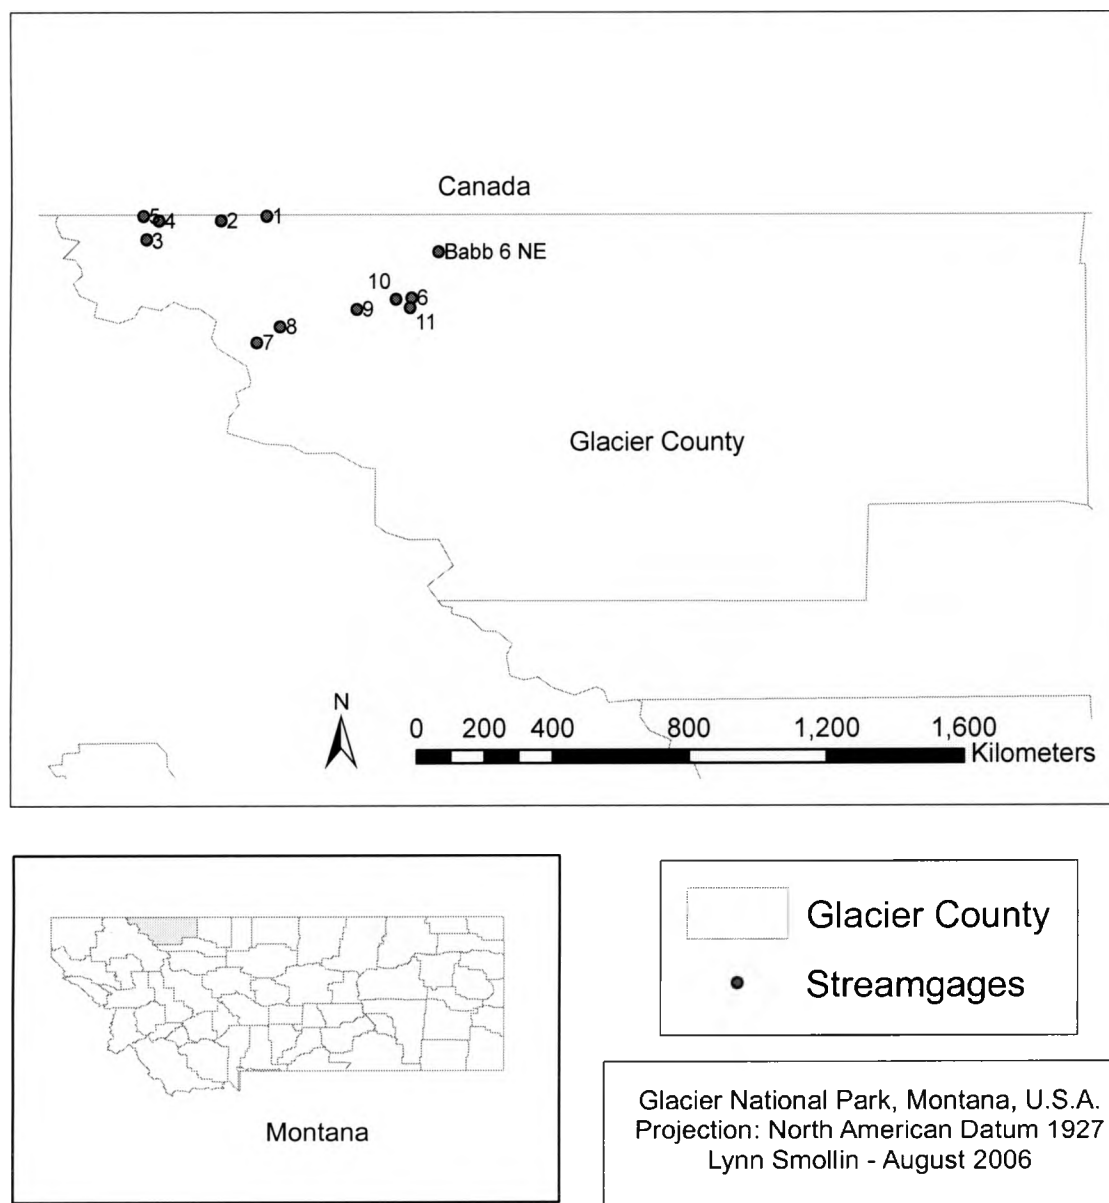 Canada
5
4
2
1
3
Babb 6 NE
10
6
9
11
8
7
Glacier County
N
0 200 400 800 1,200 1,600
Kilometers
Glacier County
Streamgages
Montana
Glacier National Park, Montana, U.S.A.
Projection: North American Datum 1927
Lynn Smollin - August 2006